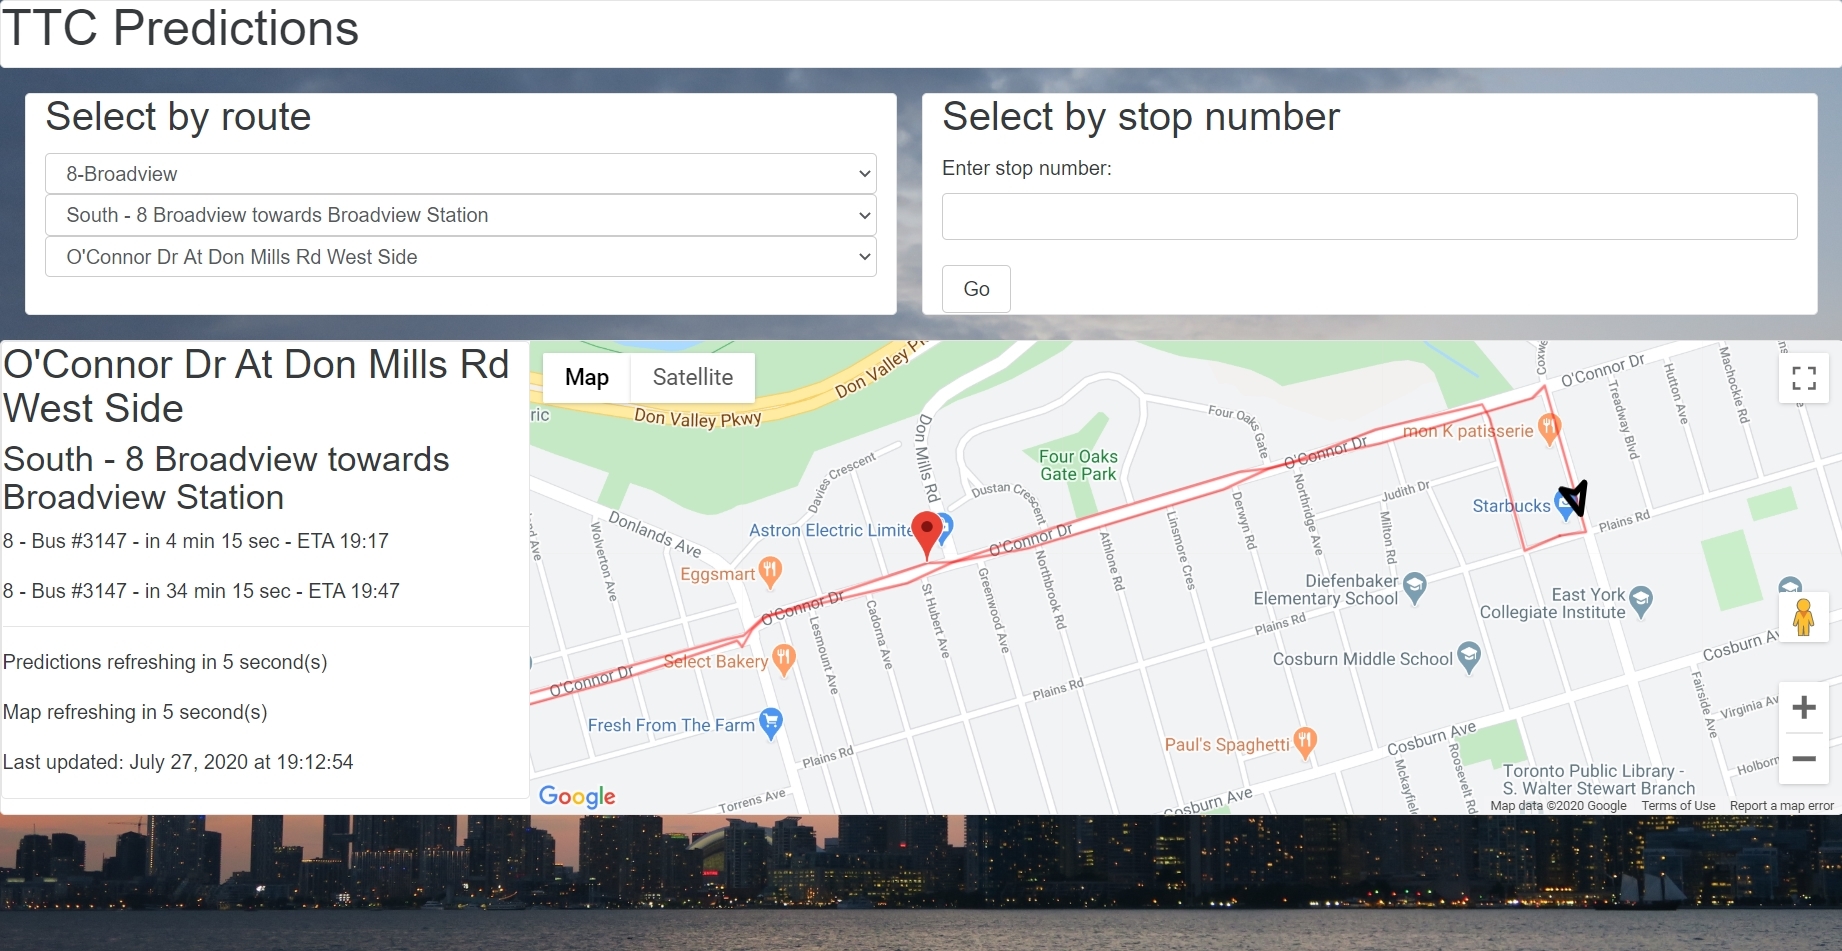 TTC Predictions
Select by route
8-Broadview
South - 8 Broadview towards Broadview Station
O'Connor Dr At Don Mills Rd West Side
Select by stop number
Enter stop number:
Go
O'Connor Dr At Don Mills Rd
West Side
South - 8 Broadview towards
Broadview Station
8 - Bus #3147 - in 4 min 15 sec - ETA 19:17
8 - Bus #3147 - in 34 min 15 sec - ETA 19:47
Predictions refreshing in 5 second(s)
Map refreshing in 5 second(s)
Last updated: July 27, 2020 at 19:12:54
Map
Satellite
Don Valley Pkwy
Don Valley
Don Mills Rd
Davies Crescent
Donlands Ave
Wolverton Ave
Dustan Crescent
Four Oaks
Gate Park
Four Oaks Gate
O'Connor Dr
O'Connor Dr
O'Connor Dr
O'Connor Dr
O'Connor Dr
mon K patisserie
Starbucks
Astron Electric Limite
Eggsmart
Select Bakery
Fresh From The Farm
Lesmount Ave
Cadorna Ave
St Hubert Ave
Greenwood Ave
Northbrook Rd
Athlone Rd
Linsmore Cres
Derwyn Rd
Northridge Ave
Milton Rd
Judith Dr
Treadway Blvd
Hutton Ave
Machockie Rd
Plains Rd
Plains Rd
Plains Rd
Plains Rd
Diefenbaker
Elementary School
East York
Collegiate Institute
Cosburn Middle School
Paul's Spaghetti
Cosburn Ave
Cosburn Ave
Cosburn Av
Torrens Ave
Fairside Ave
Virginia Av
Holborn
Roosevelt Rd
Toronto Public Library -
S. Walter Stewart Branch
Google
Map data ©2020 Google
Terms of Use
Report a map error